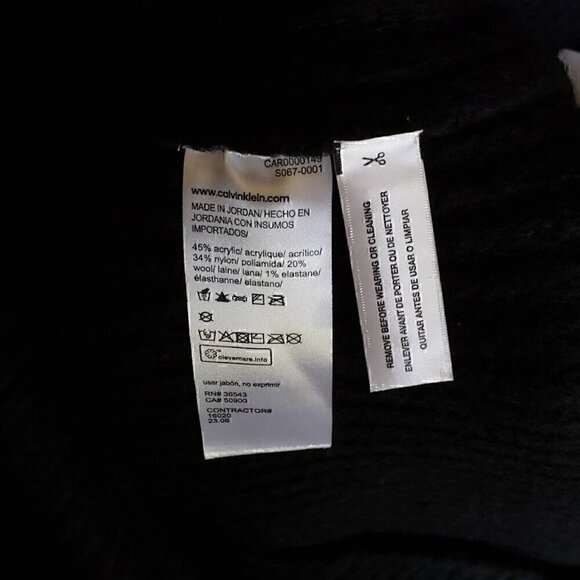 CAR0000149
S067-0001
www.calvinklein.com
MADE IN JORDAN/ HECHO EN
JORDANIA CON INSUMOS
IMPORTADOS/
45% acrylic/ acrylique/ acrílico/
34% nylon/ poliamida/ 20%
wool/ laine/ lana/ 1% elastane/
élasthanne/ elastano/
clevercare.info
usar jabón, no exprimir
RN# 36543
CA# 50900
CONTRACTOR#
16020
23.08
REMOVE BEFORE WEARING OR CLEANING
ENLEVER AVANT DE PORTER OU DE NETTOYER
QUITAR ANTES DE USAR O LIMPIAR